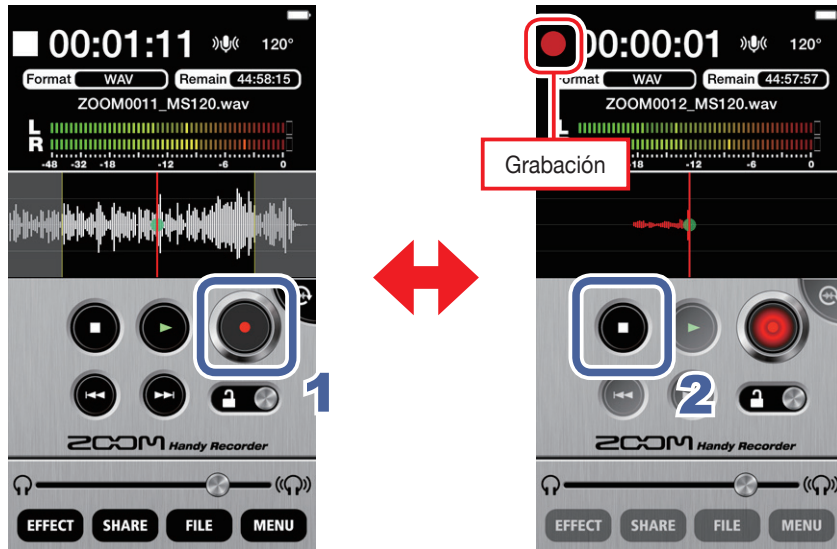 00:01:11 120°
Format WAV Remain 44:58:15
ZOOM0011_MS120.wav
L
R
-48 -32 -18 -12 -6 0
1
ZOOM Handy Recorder
EFFECT SHARE FILE MENU
00:00:01 120°
Format WAV Remain 44:57:57
ZOOM0012_MS120.wav
L
Grabación
18 -12 -6 0
2
ZOOM Handy Recorder
EFFECT SHARE FILE MENU